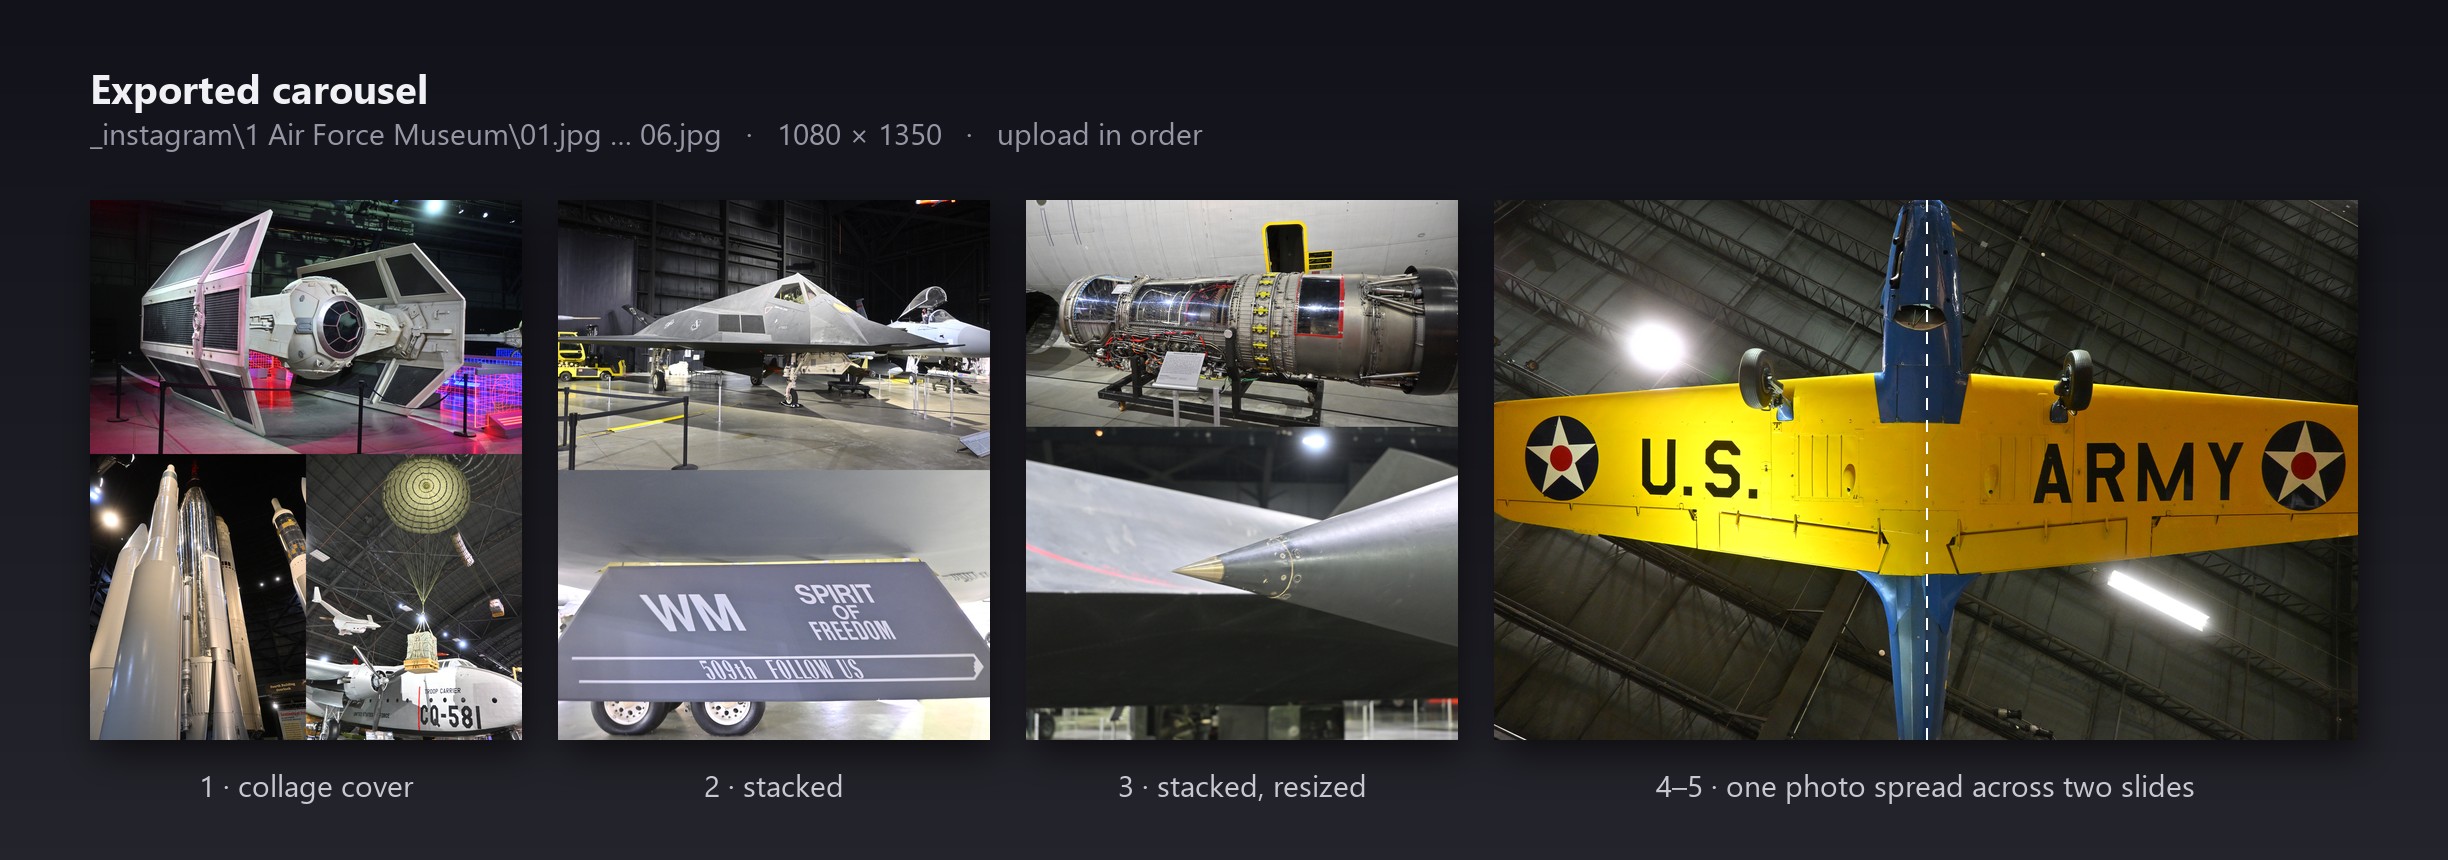 Exported carousel
_instagram\1 Air Force Museum\01.jpg ... 06.jpg · 1080 × 1350 · upload in order
WM
SPIRIT
OF
FREEDOM
509th FOLLOW US
TROOP CARRIER
CQ-581
U.S. ARMY
1 · collage cover
2 · stacked
3 · stacked, resized
4–5 · one photo spread across two slides